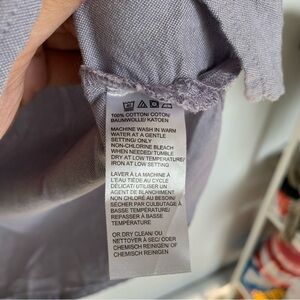 100% COTTON/ COTON/
BAUMWOLLE/ KATOEN
MACHINE WASH IN WARM
WATER AT A GENTLE
SETTING/ ONLY
NON-CHLORINE BLEACH
WHEN NEEDED/ TUMBLE
DRY AT LOW TEMPERATURE/
IRON AT LOW SETTING
LAVER À LA MACHINE À
L'EAU TIÈDE AU CYCLE
DÉLICAT/ UTILISER UN
AGENT DE BLANCHIMENT
NON CHLORÉ AU BESOIN/
SÉCHER PAR CULBUTAGE À
BASSE TEMPÉRATURE/
REPASSER À BASSE
TEMPÉRATURE
OR DRY CLEAN/ OU
NETTOYER À SEC/ ODER
CHEMISCH REINIGEN/ OF
CHEMISCH REINIGEN